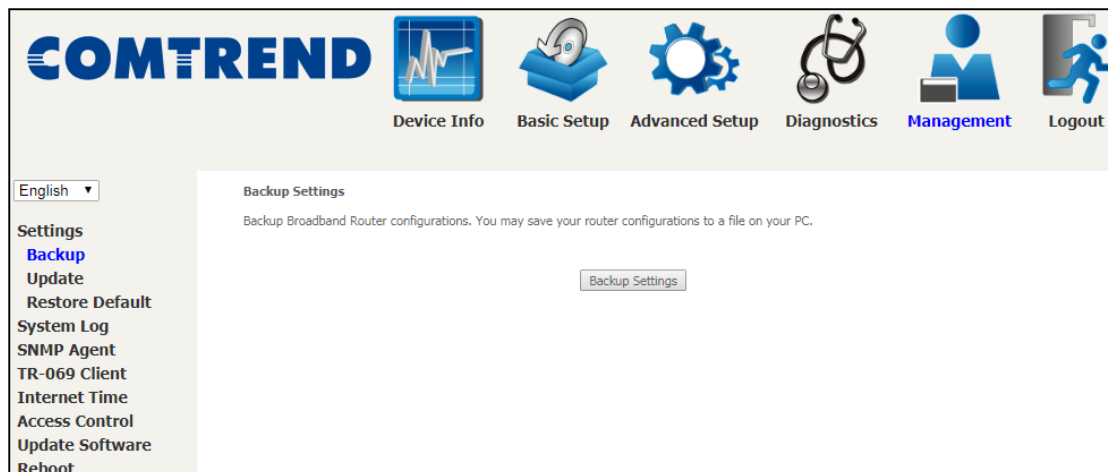 COMTREND
Device Info
Basic Setup
Advanced Setup
Diagnostics
Management
Logout
English
Settings
Backup
Update
Restore Default
System Log
SNMP Agent
TR-069 Client
Internet Time
Access Control
Update Software
Reboot
Backup Settings
Backup Broadband Router configurations. You may save your router configurations to a file on your PC.
Backup Settings